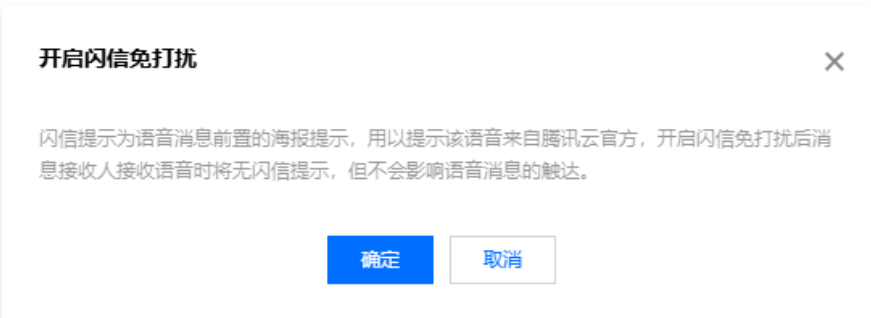 开启闪信免打扰
闪信提示为语音消息前置的海报提示，用以提示该语音来自腾讯云官方，开启闪信免打扰后消
息接收人接收语音时将无闪信提示，但不会影响语音消息的触达。
确定
取消